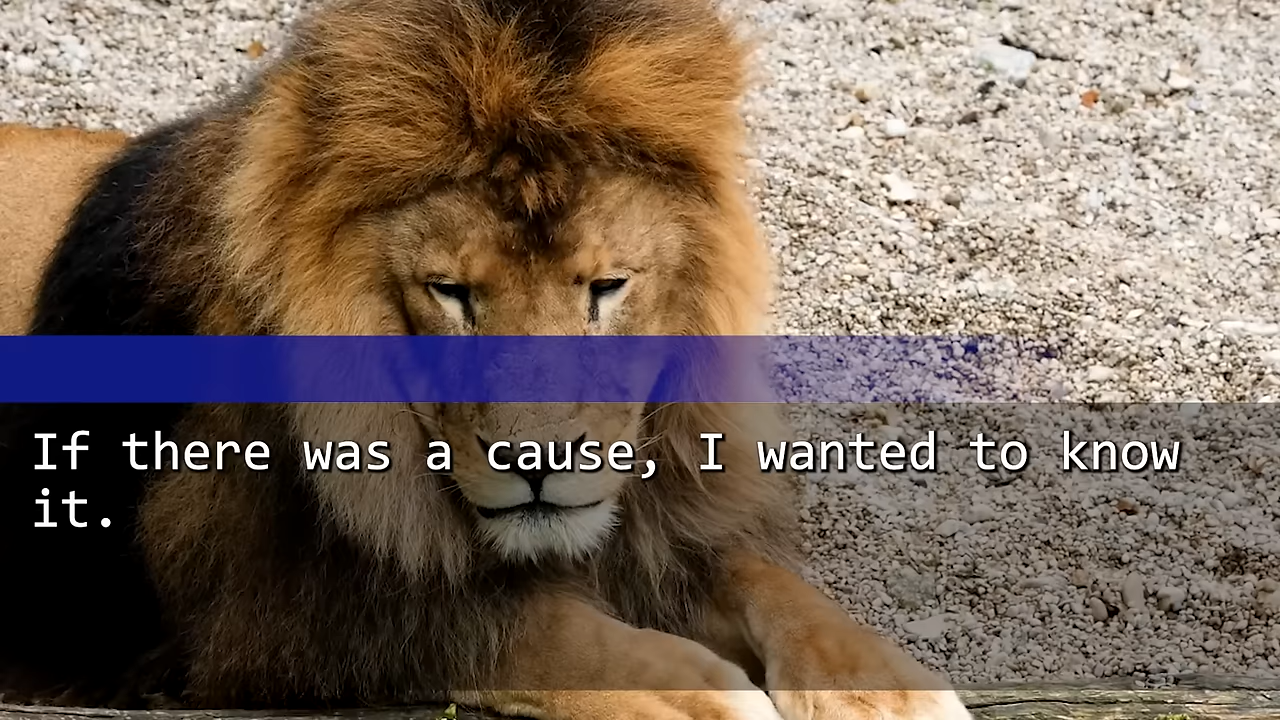 If there was a cause, I wanted to know
it.